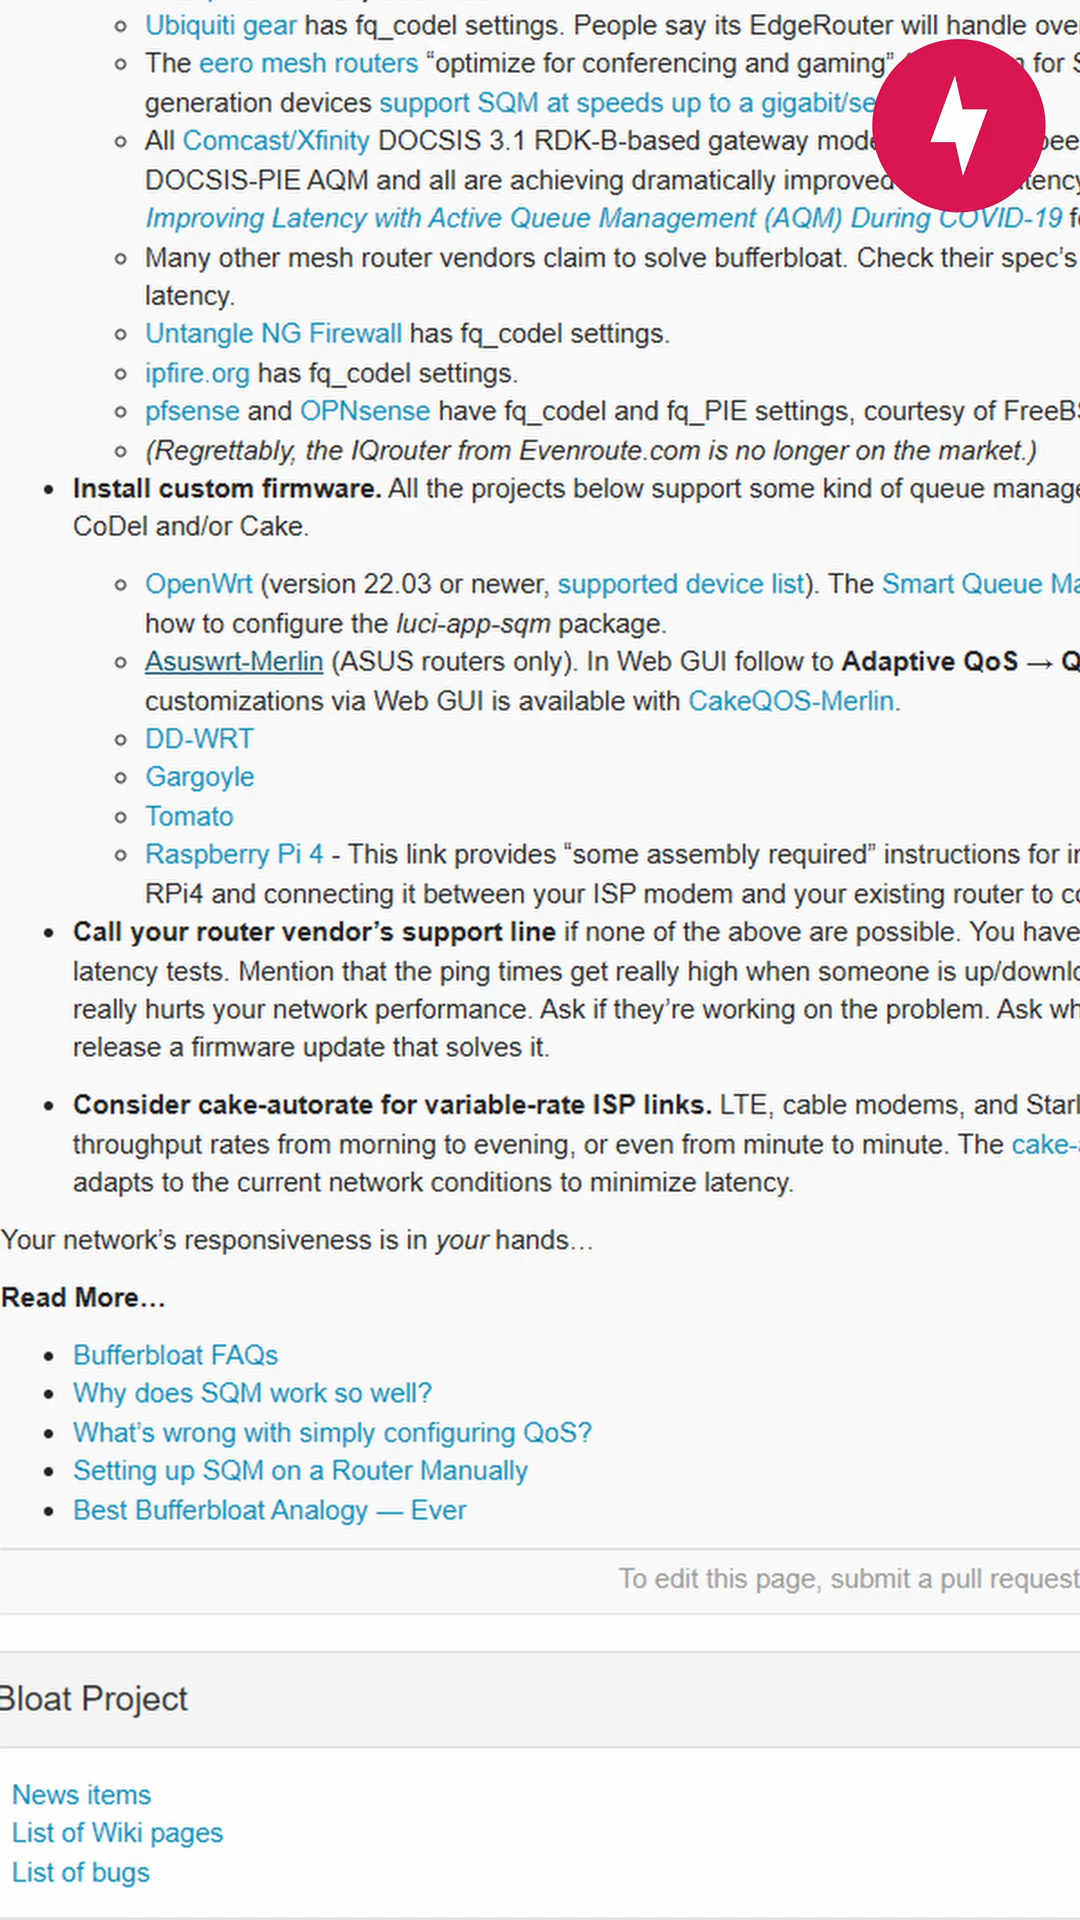 Ubiquiti gear has fq_codel settings. People say its EdgeRouter will handle over
The eero mesh routers “optimize for conferencing and gaming” for S
generation devices support SQM at speeds up to a gigabit/se
All Comcast/Xfinity DOCSIS 3.1 RDK-B-based gateway mode
DOCSIS-PIE AQM and all are achieving dramatically improved
Improving Latency with Active Queue Management (AQM) During COVID-19 f
Many other mesh router vendors claim to solve bufferbloat. Check their spec’s
latency.
Untangle NG Firewall has fq_codel settings.
ipfire.org has fq_codel settings.
pfsense and OPNsense have fq_codel and fq_PIE settings, courtesy of FreeBS
(Regrettably, the IQrouter from Evenroute.com is no longer on the market.)
Install custom firmware. All the projects below support some kind of queue manage
CoDel and/or Cake.
OpenWrt (version 22.03 or newer, supported device list). The Smart Queue Ma
how to configure the luci-app-sqm package.
Asuswrt-Merlin (ASUS routers only). In Web GUI follow to Adaptive QoS → Q
customizations via Web GUI is available with CakeQOS-Merlin.
DD-WRT
Gargoyle
Tomato
Raspberry Pi 4 - This link provides “some assembly required” instructions for in
RPi4 and connecting it between your ISP modem and your existing router to co
Call your router vendor’s support line if none of the above are possible. You have
latency tests. Mention that the ping times get really high when someone is up/downlo
really hurts your network performance. Ask if they’re working on the problem. Ask wh
release a firmware update that solves it.
Consider cake-autorate for variable-rate ISP links. LTE, cable modems, and Starl
throughput rates from morning to evening, or even from minute to minute. The cake-a
adapts to the current network conditions to minimize latency.
Your network’s responsiveness is in your hands…
Read More…
Bufferbloat FAQs
Why does SQM work so well?
What’s wrong with simply configuring QoS?
Setting up SQM on a Router Manually
Best Bufferbloat Analogy — Ever
To edit this page, submit a pull request
Bloat Project
News items
List of Wiki pages
List of bugs